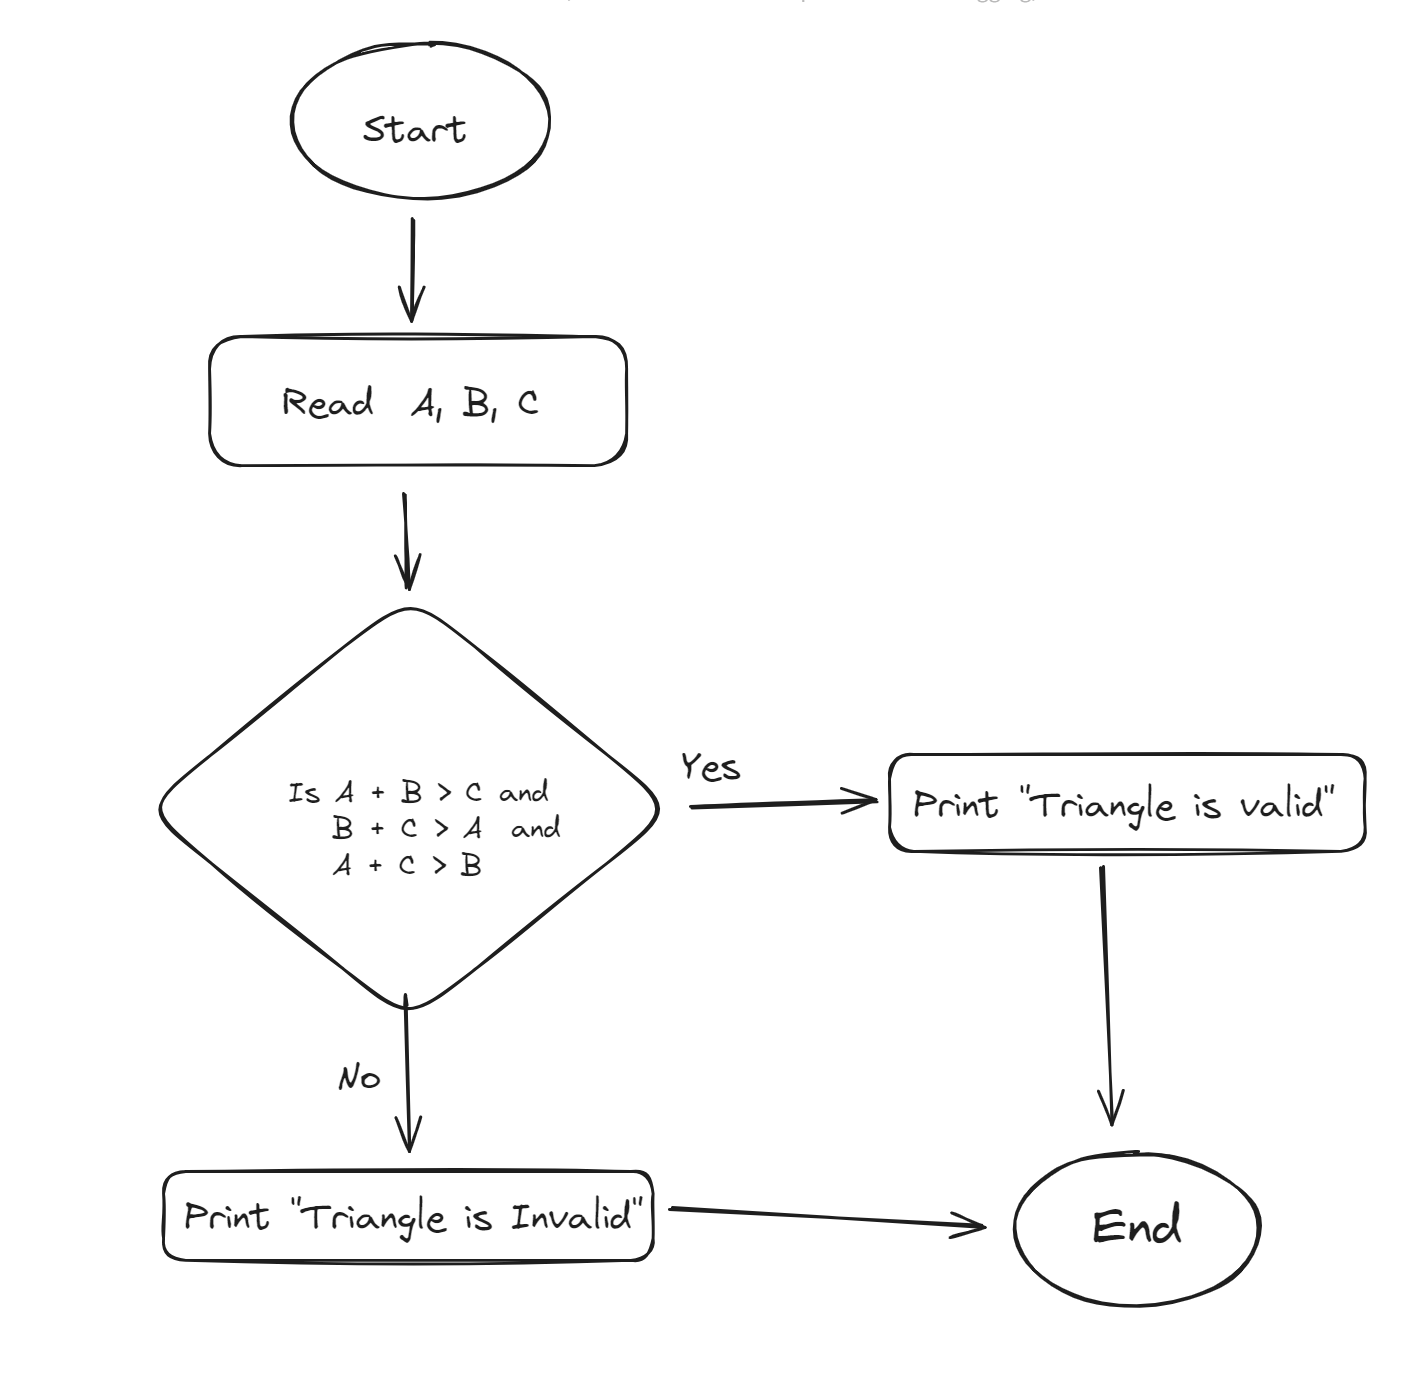 Start
Read A, B, C
Is A + B > C and
B + C > A and
A + C > B
Yes
Print "Triangle is valid"
No
Print "Triangle is Invalid"
End